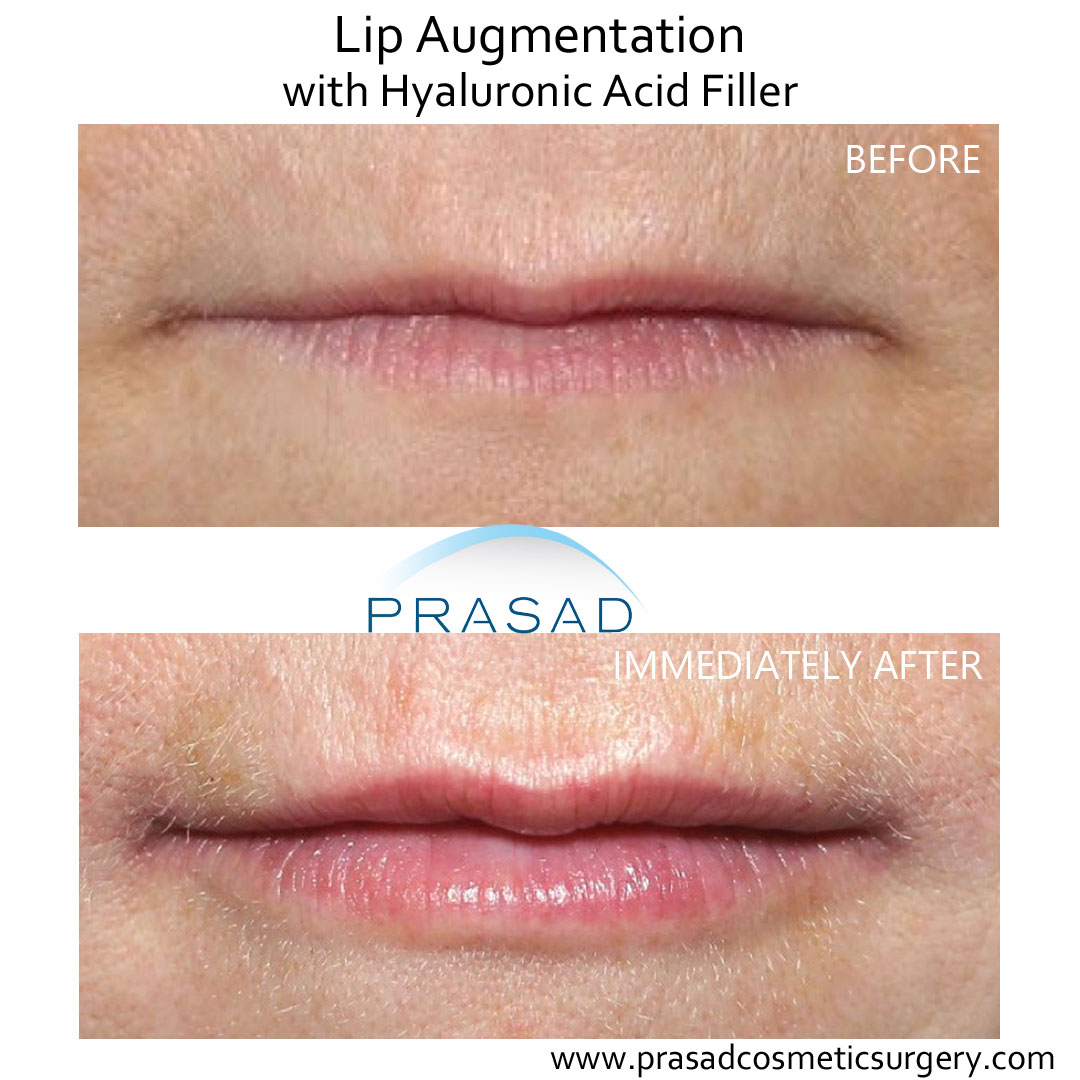 Lip Augmentation
with Hyaluronic Acid Filler
BEFORE
PRASAD
IMMEDIATELY AFTER
www.prasadcosmeticsurgery.com